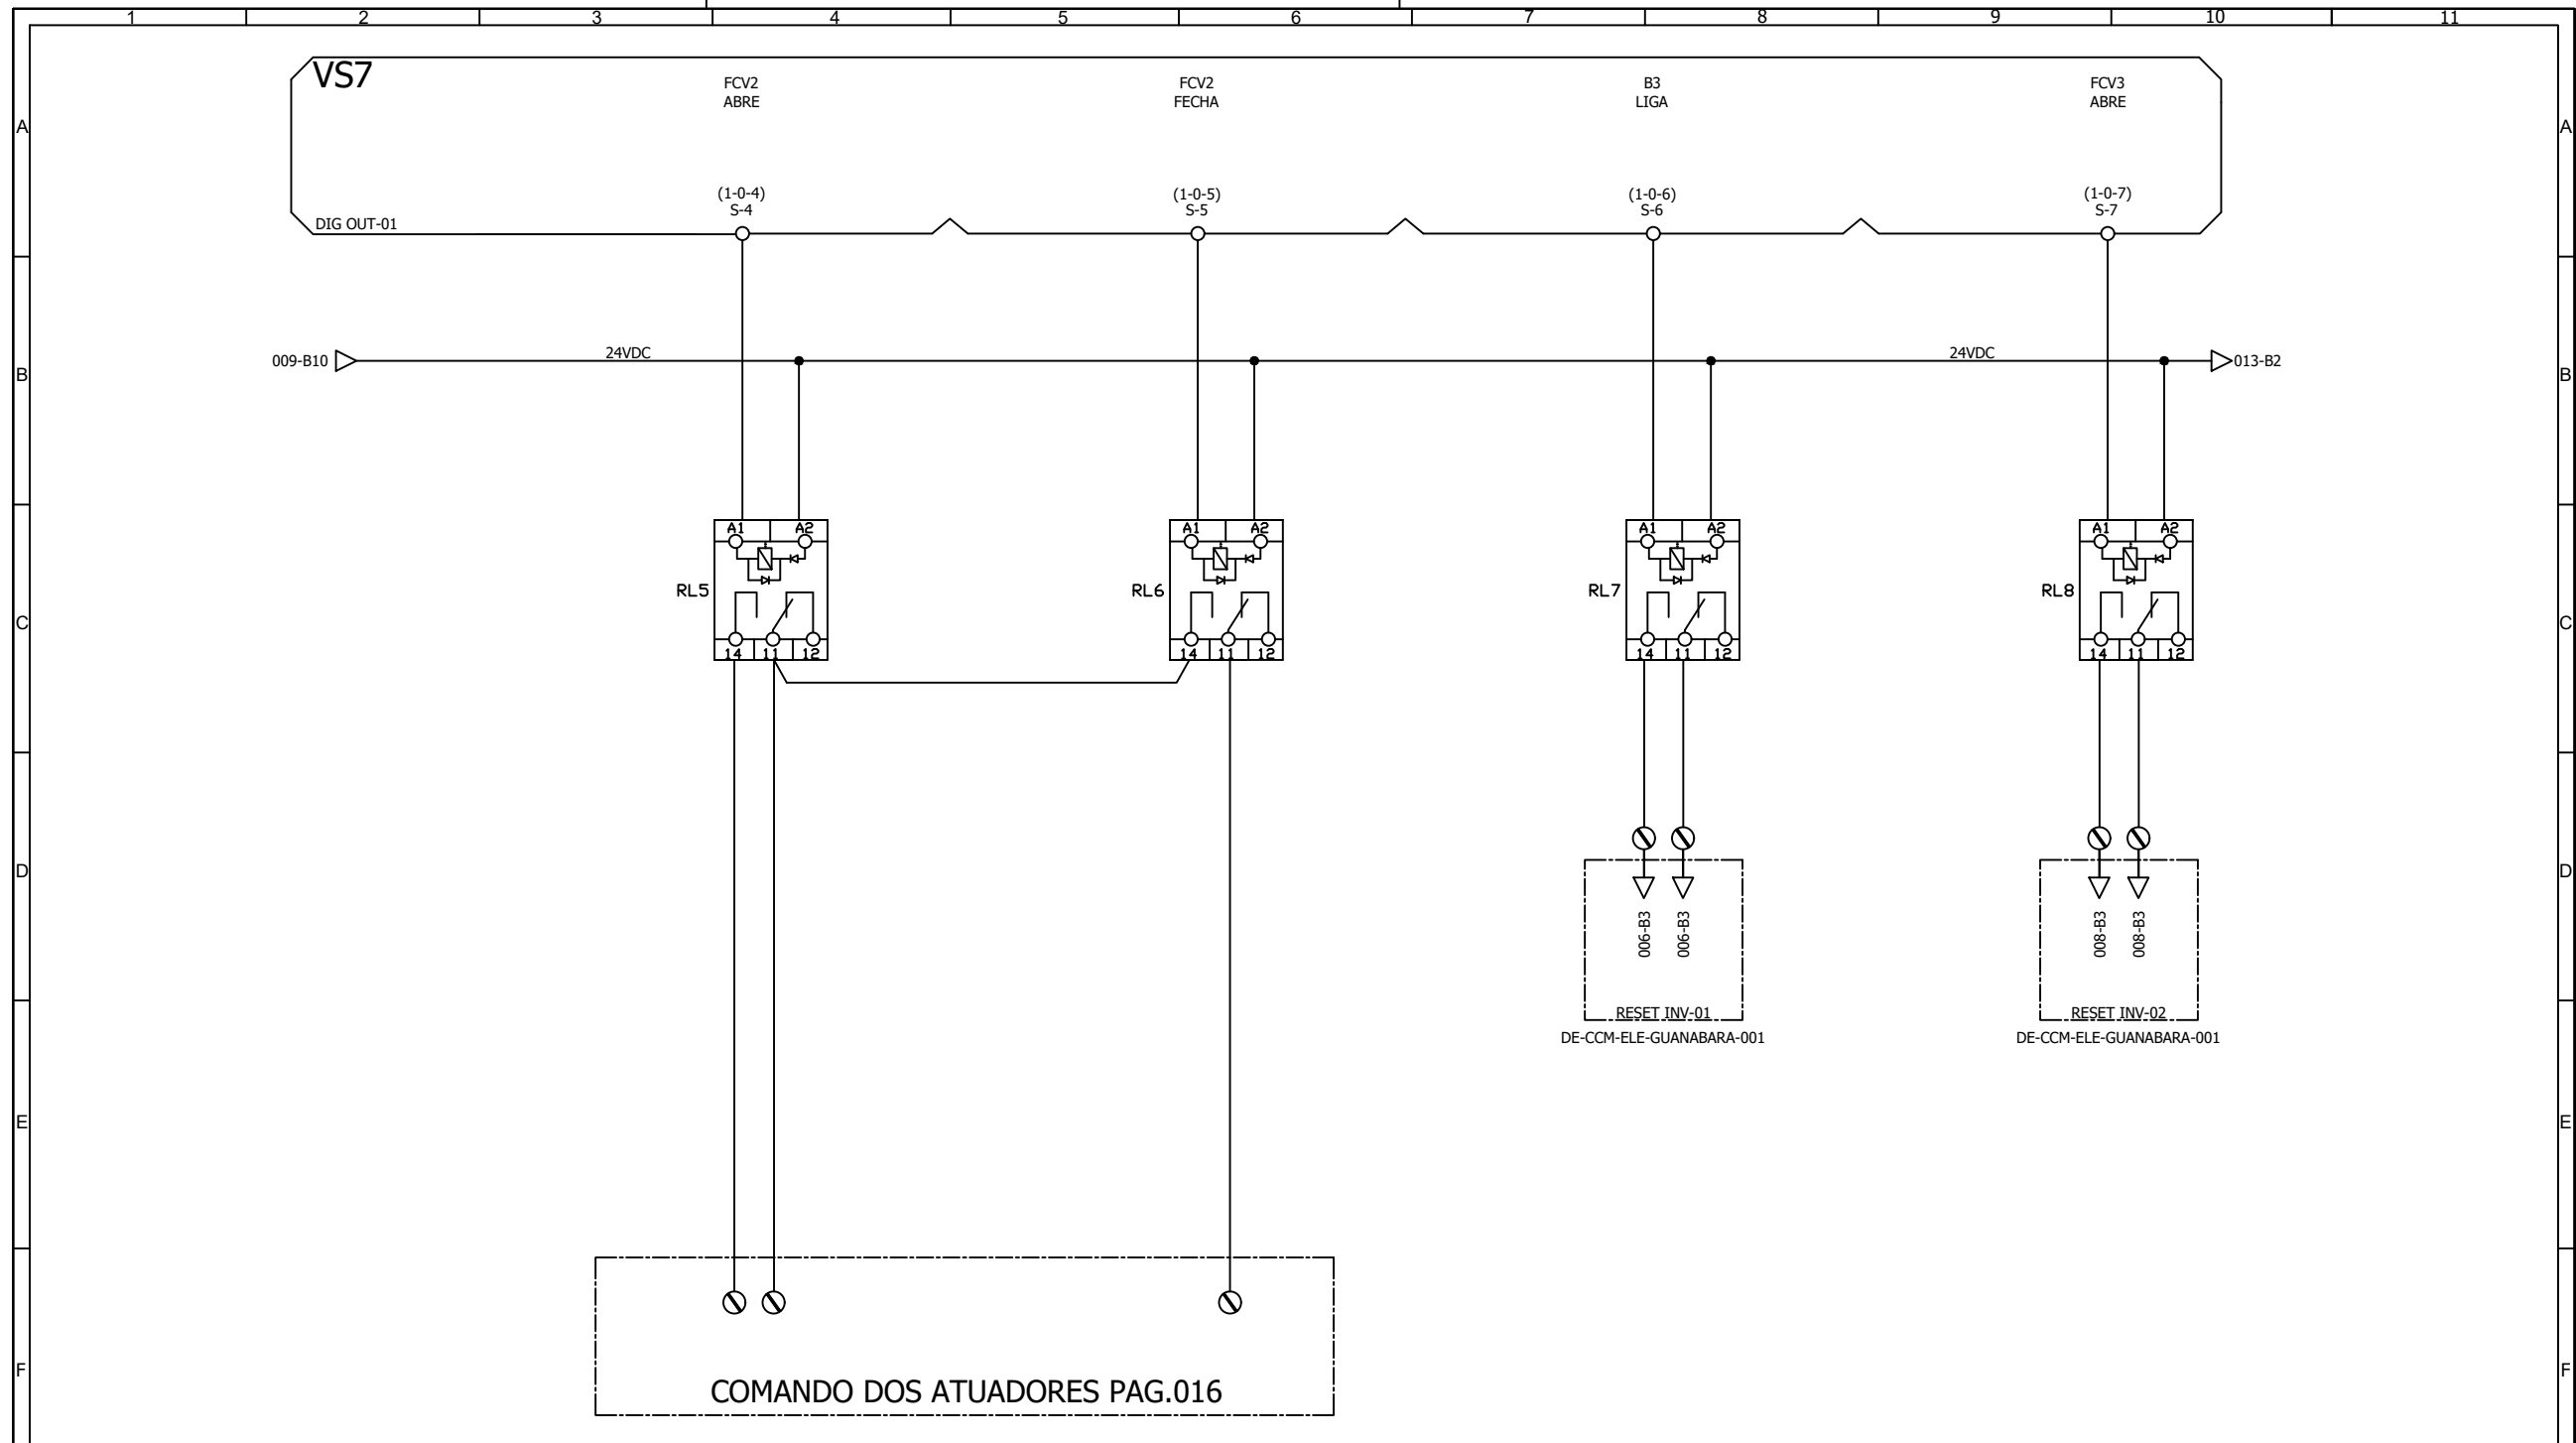 1 2 3 4 5 6 7 8 9 10 11
VS7
FCV2
ABRE
FCV2
FECHA
B3
LIGA
FCV3
ABRE
A A
(1-0-4)
S-4
(1-0-5)
S-5
(1-0-6)
S-6
(1-0-7)
S-7
DIG OUT-01
009-B10 24VDC 24VDC 013-B2
B B
A1 A2 A1 A2 A1 A2 A1 A2
RL5 RL6 RL7 RL8
C C
14 11 12 14 11 12 14 11 12 14 11 12
D D
006-B3 006-B3 008-B3 008-B3
RESET INV-01 RESET INV-02
DE-CCM-ELE-GUANABARA-001 DE-CCM-ELE-GUANABARA-001
E E
F F
COMANDO DOS ATUADORES PAG.016